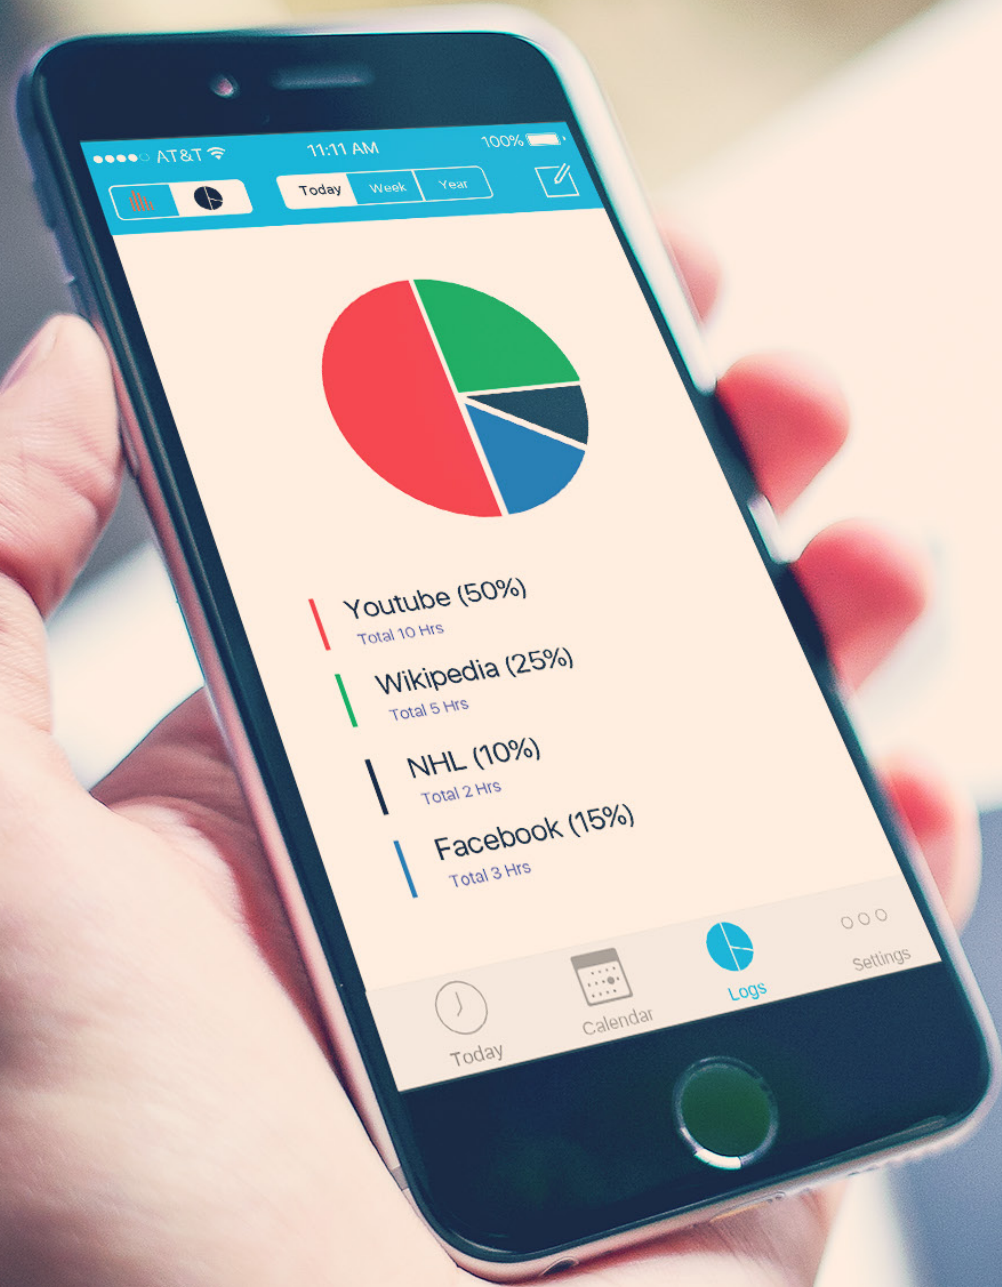 AT&T 11:11 AM 100%
Today Week Year
Youtube (50%)
Total 10 Hrs
Wikipedia (25%)
Total 5 Hrs
NHL (10%)
Total 2 Hrs
Facebook (15%)
Total 3 Hrs
Today Calendar Logs Settings